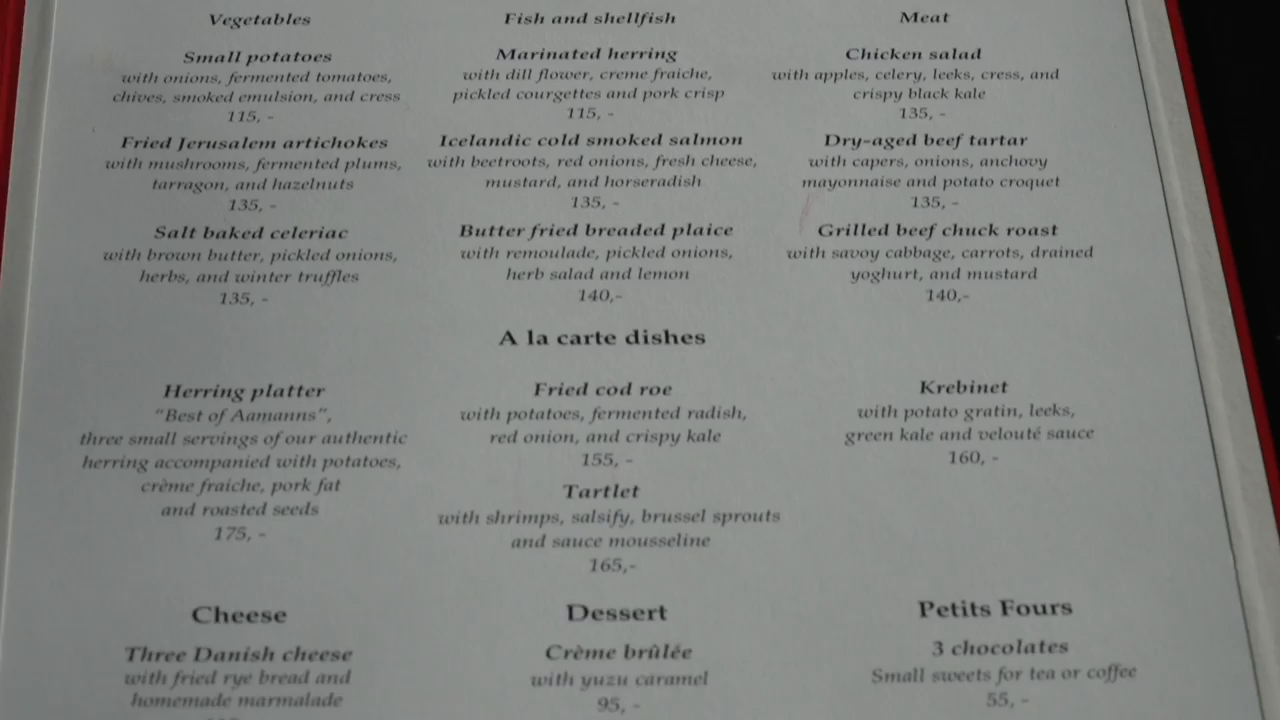 Vegetables
Small potatoes
with onions, fermented tomatoes,
chives, smoked emulsion, and cress
115, -
Fried Jerusalem artichokes
with mushrooms, fermented plums,
tarragon, and hazelnuts
135, -
Salt baked celeriac
with brown butter, pickled onions,
herbs, and winter truffles
135, -
Fish and shellfish
Marinated herring
with dill flower, creme fraiche,
pickled courgettes and pork crisp
115, -
Icelandic cold smoked salmon
with beetroots, red onions, fresh cheese,
mustard, and horseradish
135, -
Butter fried breaded plaice
with remoulade, pickled onions,
herb salad and lemon
140,-
Meat
Chicken salad
with apples, celery, leeks, cress, and
crispy black kale
135, -
Dry-aged beef tartar
with capers, onions, anchovy
mayonnaise and potato croquet
135, -
Grilled beef chuck roast
with savoy cabbage, carrots, drained
yoghurt, and mustard
140,-
A la carte dishes
Herring platter
"Best of Aamanns",
three small servings of our authentic
herring accompanied with potatoes,
crème fraiche, pork fat
and roasted seeds
175, -
Fried cod roe
with potatoes, fermented radish,
red onion, and crispy kale
155, -
Tartlet
with shrimps, salsify, brussel sprouts
and sauce mousseline
165,-
Krebinet
with potato gratin, leeks,
green kale and velouté sauce
160, -
Cheese
Three Danish cheese
with fried rye bread and
homemade marmalade
Dessert
Crème brûlée
with yuzu caramel
95, -
Petits Fours
3 chocolates
Small sweets for tea or coffee
55, -